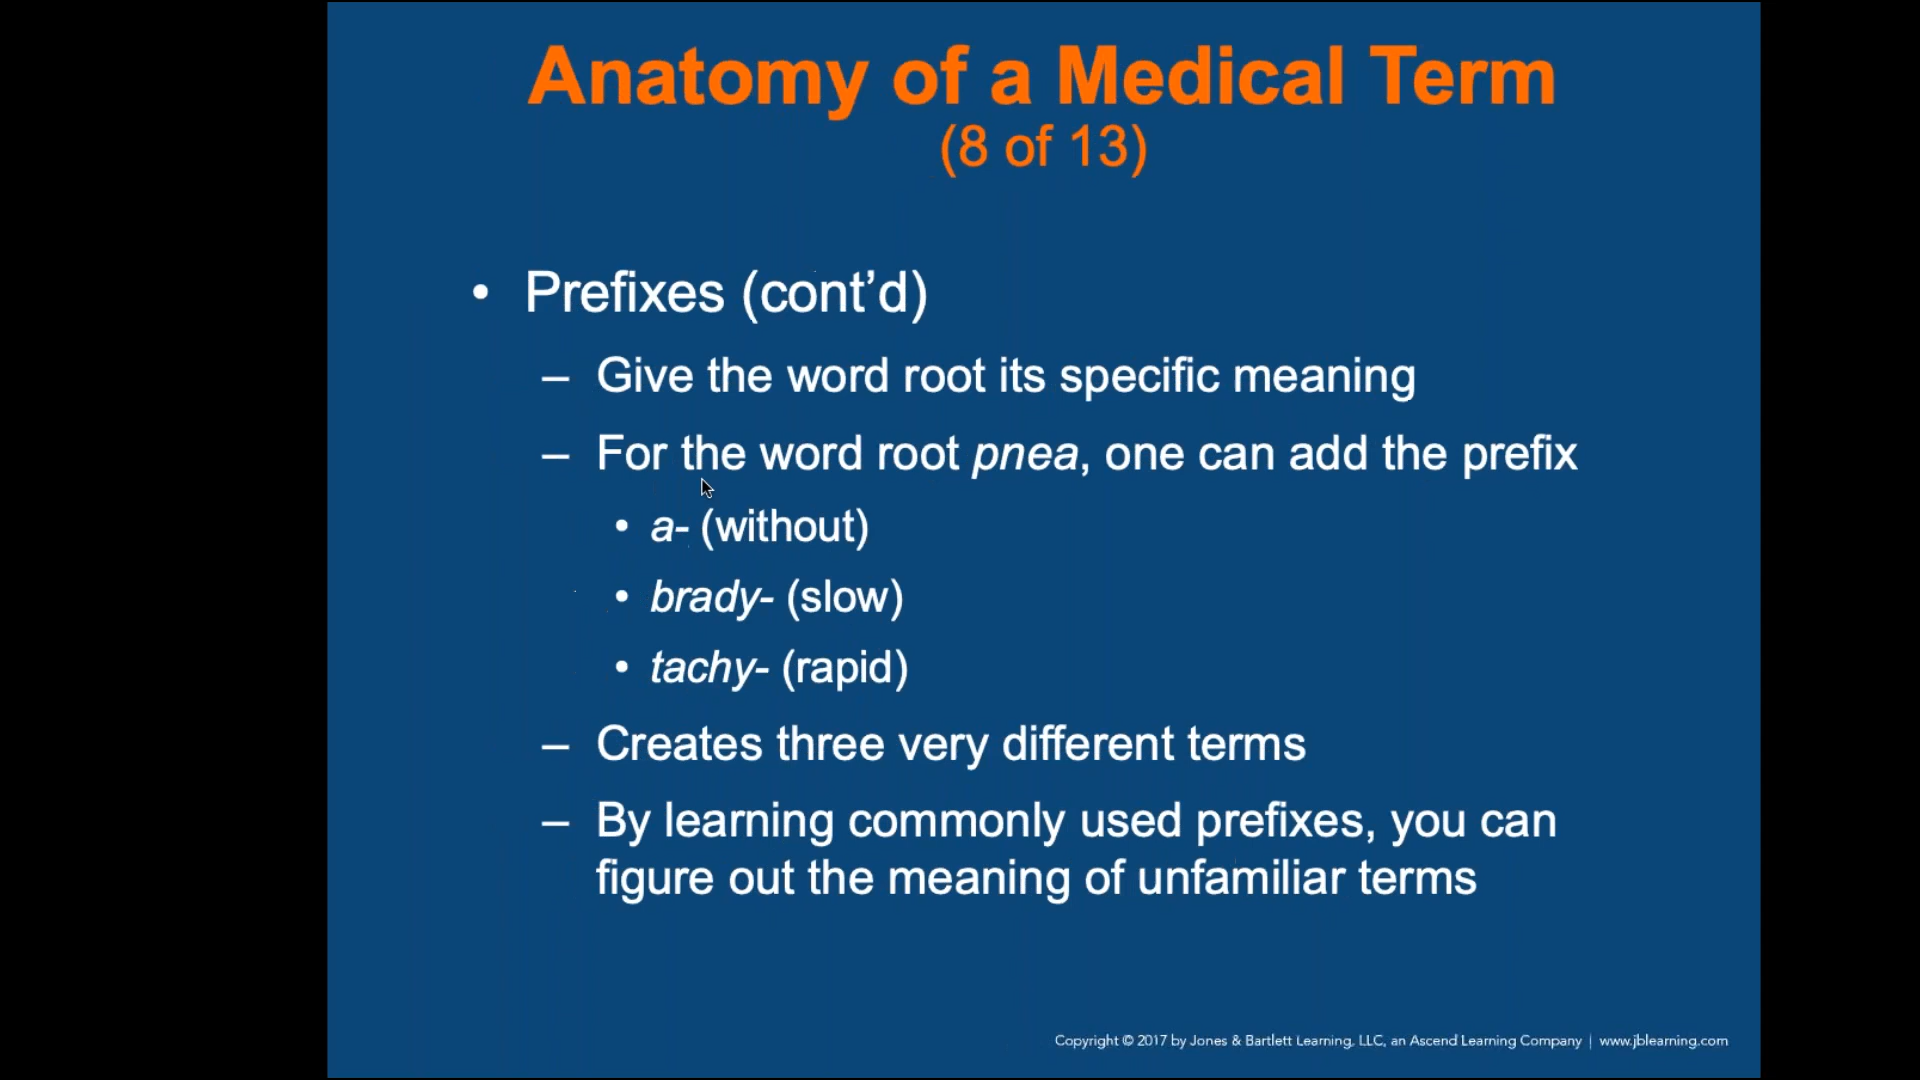 Anatomy of a Medical Term
(8 of 13)
• Prefixes (cont’d)
– Give the word root its specific meaning
– For the word root pnea, one can add the prefix
• a- (without)
• brady- (slow)
• tachy- (rapid)
– Creates three very different terms
– By learning commonly used prefixes, you can
figure out the meaning of unfamiliar terms
Copyright © 2017 by Jones & Bartlett Learning, LLC, an Ascend Learning Company | www.jblearning.com